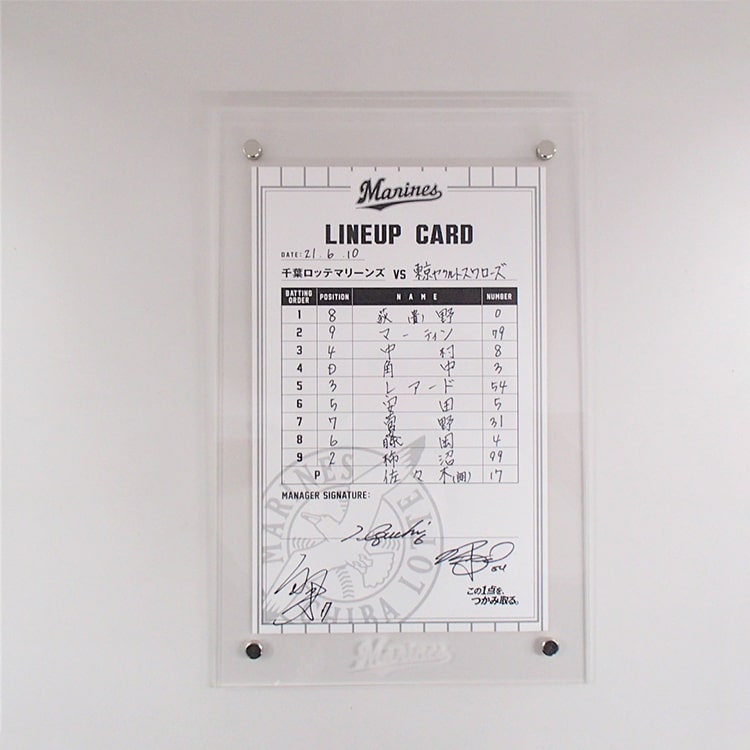 Marines
LINEUP CARD
DATE: 21.6.10
千葉ロッテマリーンズ VS 東京ヤクルトスワローズ
BATTING ORDER POSITION NAME NUMBER
1 8 荻(貴)野 0
2 9 マーティン 79
3 4 中村 8
4 D 角中 3
5 3 レアード 54
6 5 安田 5
7 7 菅野 31
8 6 藤岡 4
9 2 柿沼 99
P 佐々木(朗) 17
MANAGER SIGNATURE:
MARINES
CHIBA LOTTE
54
17
この1点を、
つかみ取る。
Marines